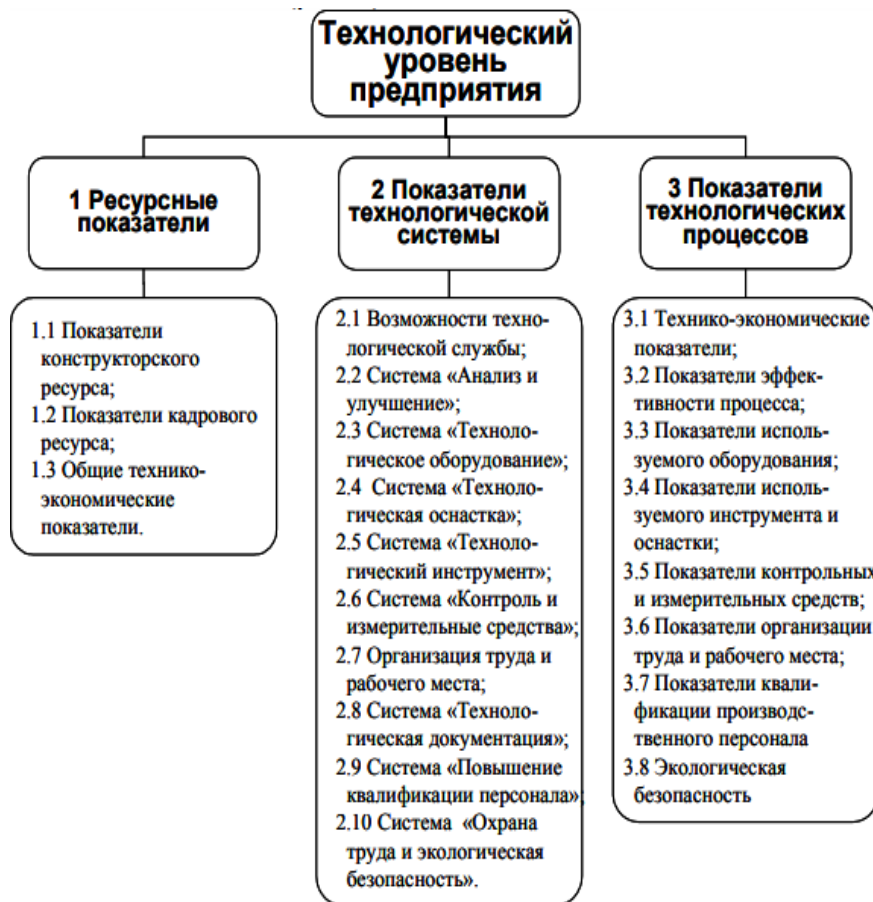 Технологический
уровень
предприятия
1 Ресурсные
показатели
1.1 Показатели
конструкторского
ресурса;
1.2 Показатели кадрового
ресурса;
1.3 Общие технико-
экономические
показатели.
2 Показатели
технологической
системы
2.1 Возможности техно-
логической службы;
2.2 Система «Анализ и
улучшение»;
2.3 Система «Техноло-
гическое оборудование»;
2.4 Система «Техноло-
гическая оснастка»;
2.5 Система «Техноло-
гический инструмент»;
2.6 Система «Контроль и
измерительные средства»;
2.7 Организация труда и
рабочего места;
2.8 Система «Техноло-
гическая документация»;
2.9 Система «Повышение
квалификации персонала»;
2.10 Система «Охрана
труда и экологическая
безопасность».
3 Показатели
технологических
процессов
3.1 Технико-экономические
показатели;
3.2 Показатели эффек-
тивности процесса;
3.3 Показатели исполь-
зуемого оборудования;
3.4 Показатели исполь-
зуемого инструмента и
оснастки;
3.5 Показатели контрольных
и измерительных средств;
3.6 Показатели организации
труда и рабочего места;
3.7 Показатели квали-
фикации производс-
твенного персонала
3.8 Экологическая
безопасность